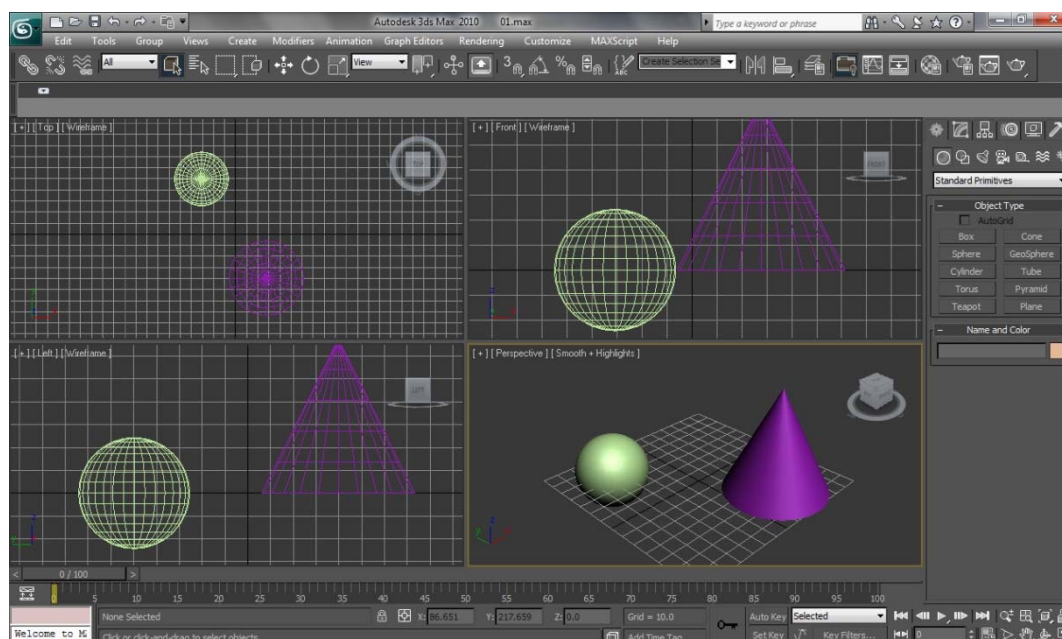 Autodesk 3ds Max 2010 01.max
Type a keyword or phrase
Edit Tools Group Views Create Modifiers Animation Graph Editors Rendering Customize MAXScript Help
All
View
3
Create Selection Se
[ + ] [ Top ] [ Wireframe ]
[ + ] [ Front ] [ Wireframe ]
FRONT
Standard Primitives
Object Type
AutoGrid
Box Cone
Sphere GeoSphere
Cylinder Tube
Torus Pyramid
Teapot Plane
Name and Color
[ + ] [ Left ] [ Wireframe ]
LEFT
[ + ] [ Perspective ] [ Smooth + Highlights ]
0 / 100
0 5 10 15 20 25 30 35 40 45 50 55 60 65 70 75 80 85 90 95 100
None Selected
X: 86.651 Y: 217.659 Z: 0.0
Grid = 10.0
Auto Key Selected
Welcome to M
Click or click-and-drag to select objects
Add Time Tag
Set Key Key Filters...
0